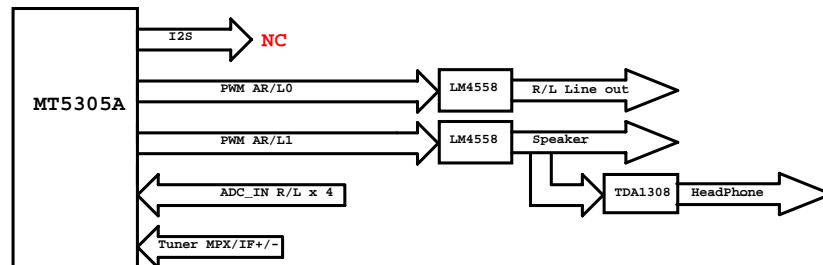 I2S
NC
PWM AR/L0
LM4558
R/L Line out
MT5305A
PWM AR/L1
LM4558
Speaker
ADC_IN R/L x 4
TDA1308
HeadPhone
Tuner MPX/IF+/-